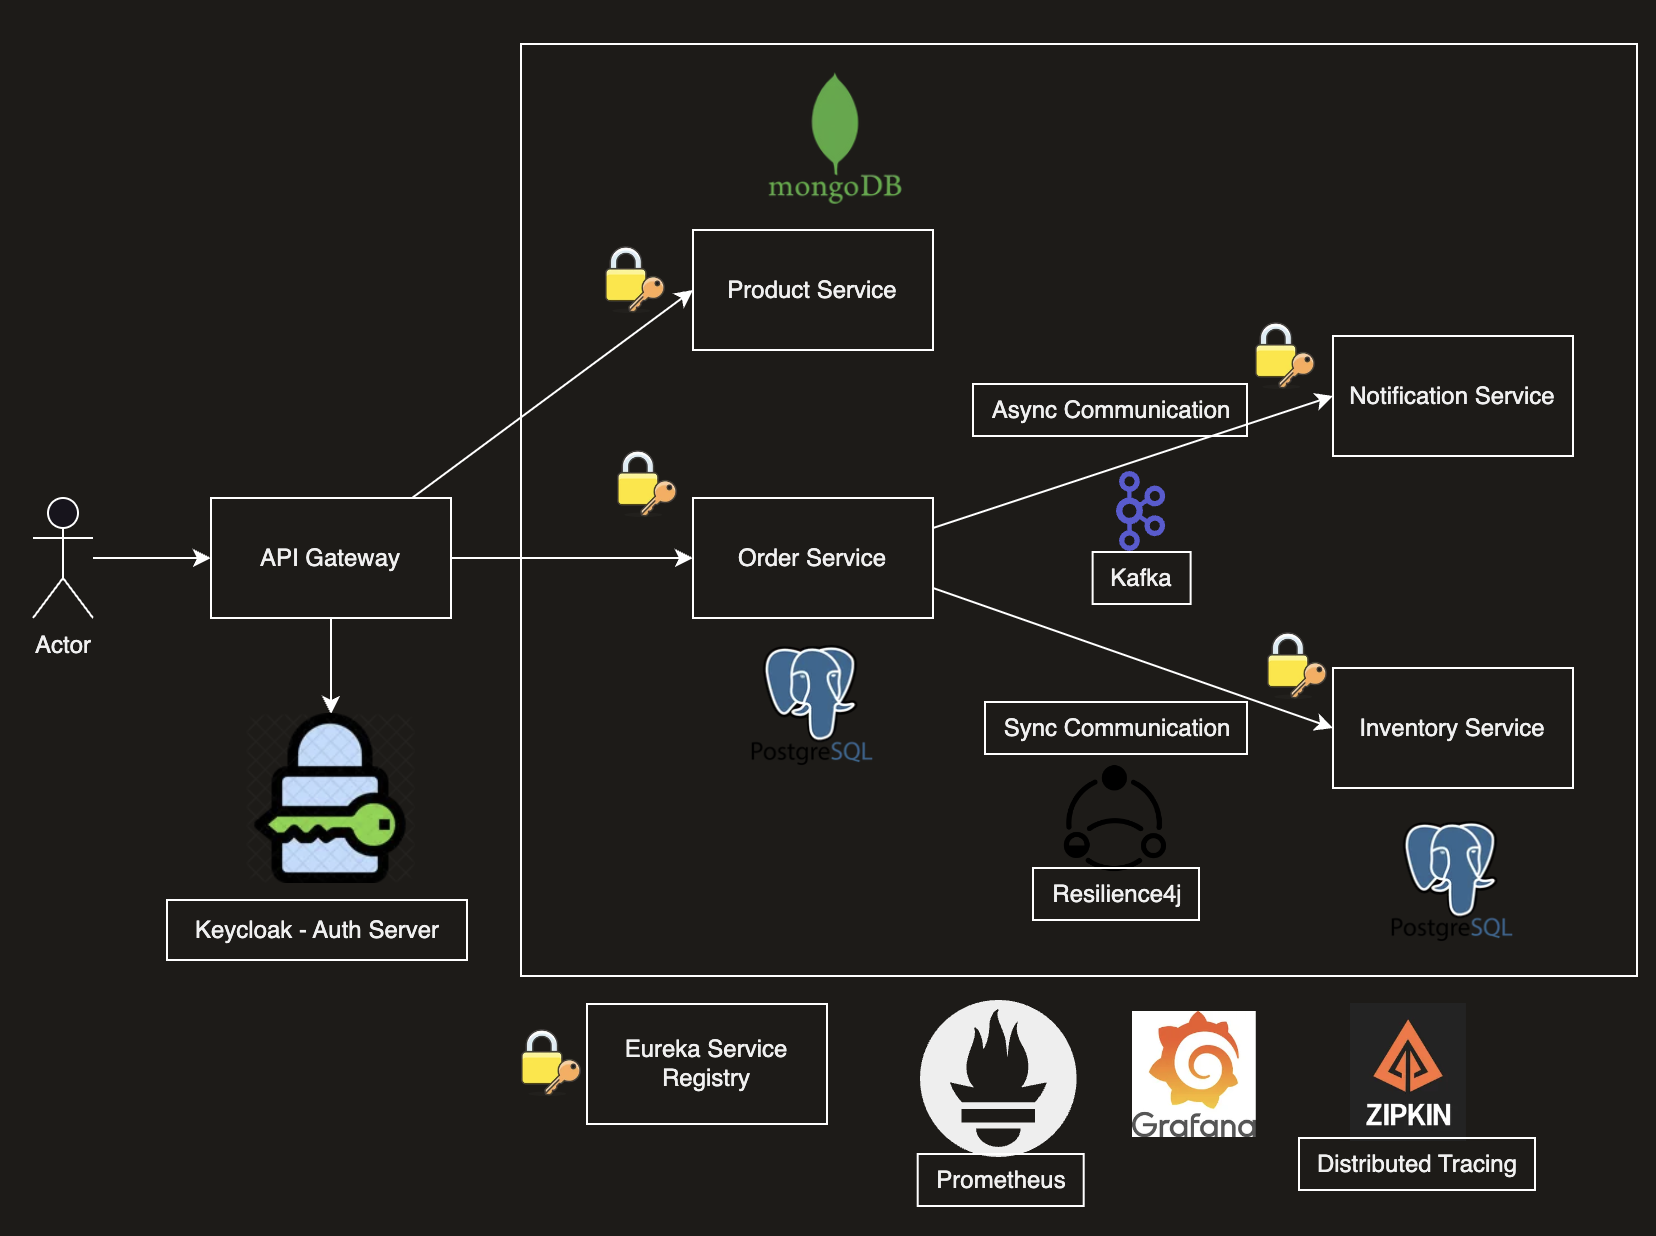 mongoDB
Product Service
Async Communication
Notification Service
Actor
API Gateway
Order Service
Kafka
PostgreSQL
Sync Communication
Inventory Service
Resilience4j
PostgreSQL
Keycloak - Auth Server
Eureka Service
Registry
Prometheus
Grafana
ZIPKIN
Distributed Tracing